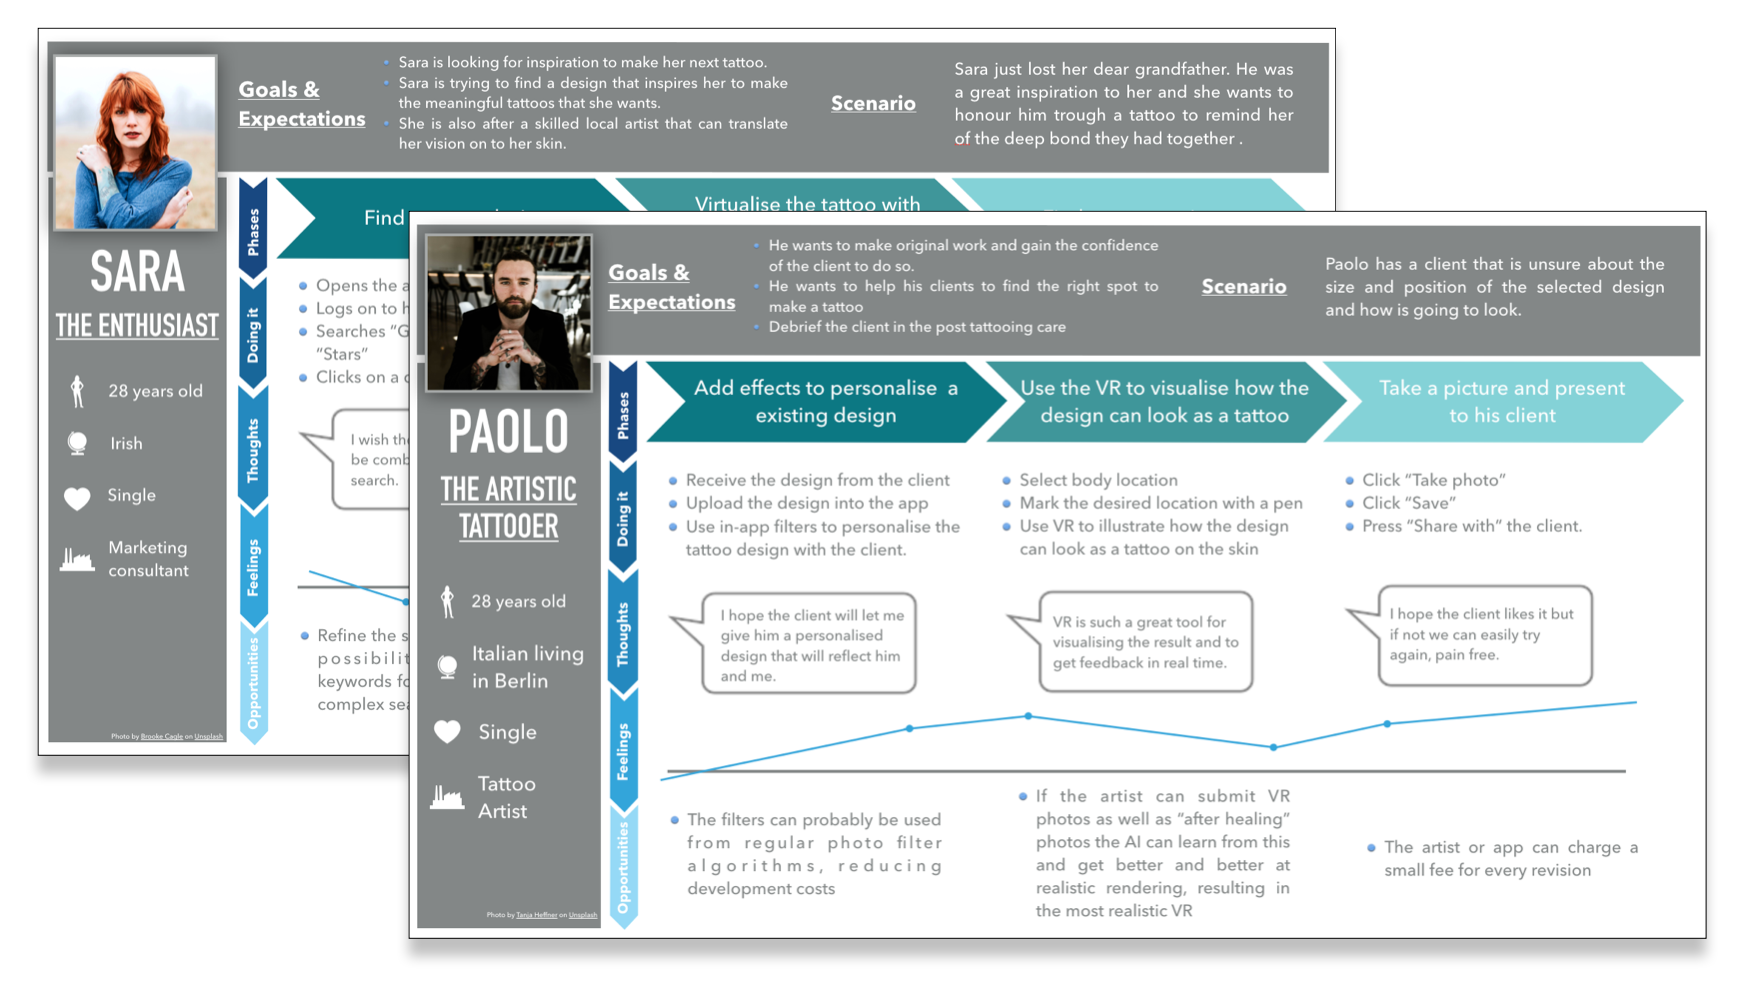 Goals &
Expectations
Sara is looking for inspiration to make her next tattoo.
Sara is trying to find a design that inspires her to make
the meaningful tattoos that she wants.
She is also after a skilled local artist that can translate
her vision on to her skin.
Scenario
Sara just lost her dear grandfather. He was
a great inspiration to her and she wants to
honour him trough a tattoo to remind her
of the deep bond they had together .
SARA
THE ENTHUSIAST
28 years old
Irish
Single
Marketing
consultant
Photo by Brooke Cagle on Unsplash
Phases
Doing it
Thoughts
Feelings
Opportunities
Find
Virtualise the tattoo with
Opens the a
Logs on to h
Searches “G
“Stars”
Clicks on a
I wish the
be comb
search.
Refine the s
possibilit
keywords fo
complex sea
Goals &
Expectations
He wants to make original work and gain the confidence
of the client to do so.
He wants to help his clients to find the right spot to
make a tattoo
Debrief the client in the post tattooing care
Scenario
Paolo has a client that is unsure about the
size and position of the selected design
and how is going to look.
PAOLO
THE ARTISTIC
TATTOOER
28 years old
Italian living
in Berlin
Single
Tattoo
Artist
Photo by Tanja Heffner on Unsplash
Phases
Doing it
Thoughts
Feelings
Opportunities
Add effects to personalise a
existing design
Use the VR to visualise how the
design can look as a tattoo
Take a picture and present
to his client
Receive the design from the client
Upload the design into the app
Use in-app filters to personalise the
tattoo design with the client.
Select body location
Mark the desired location with a pen
Use VR to illustrate how the design
can look as a tattoo on the skin
Click “Take photo”
Click “Save”
Press “Share with” the client.
I hope the client will let me
give him a personalised
design that will reflect him
and me.
VR is such a great tool for
visualising the result and to
get feedback in real time.
I hope the client likes it but
if not we can easily try
again, pain free.
The filters can probably be used
from regular photo filter
algorithms, reducing
development costs
If the artist can submit VR
photos as well as “after healing”
photos the AI can learn from this
and get better and better at
realistic rendering, resulting in
the most realistic VR
The artist or app can charge a
small fee for every revision